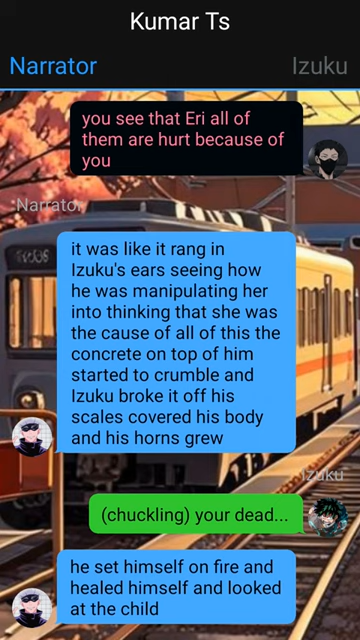 Kumar Ts
Narrator
Izuku
you see that Eri all of
them are hurt because of
you
Narrator
it was like it rang in
Izuku's ears seeing how
he was manipulating her
into thinking that she was
the cause of all of this the
concrete on top of him
started to crumble and
Izuku broke it off his
scales covered his body
and his horns grew
Izuku
(chuckling) your dead...
he set himself on fire and
healed himself and looked
at the child